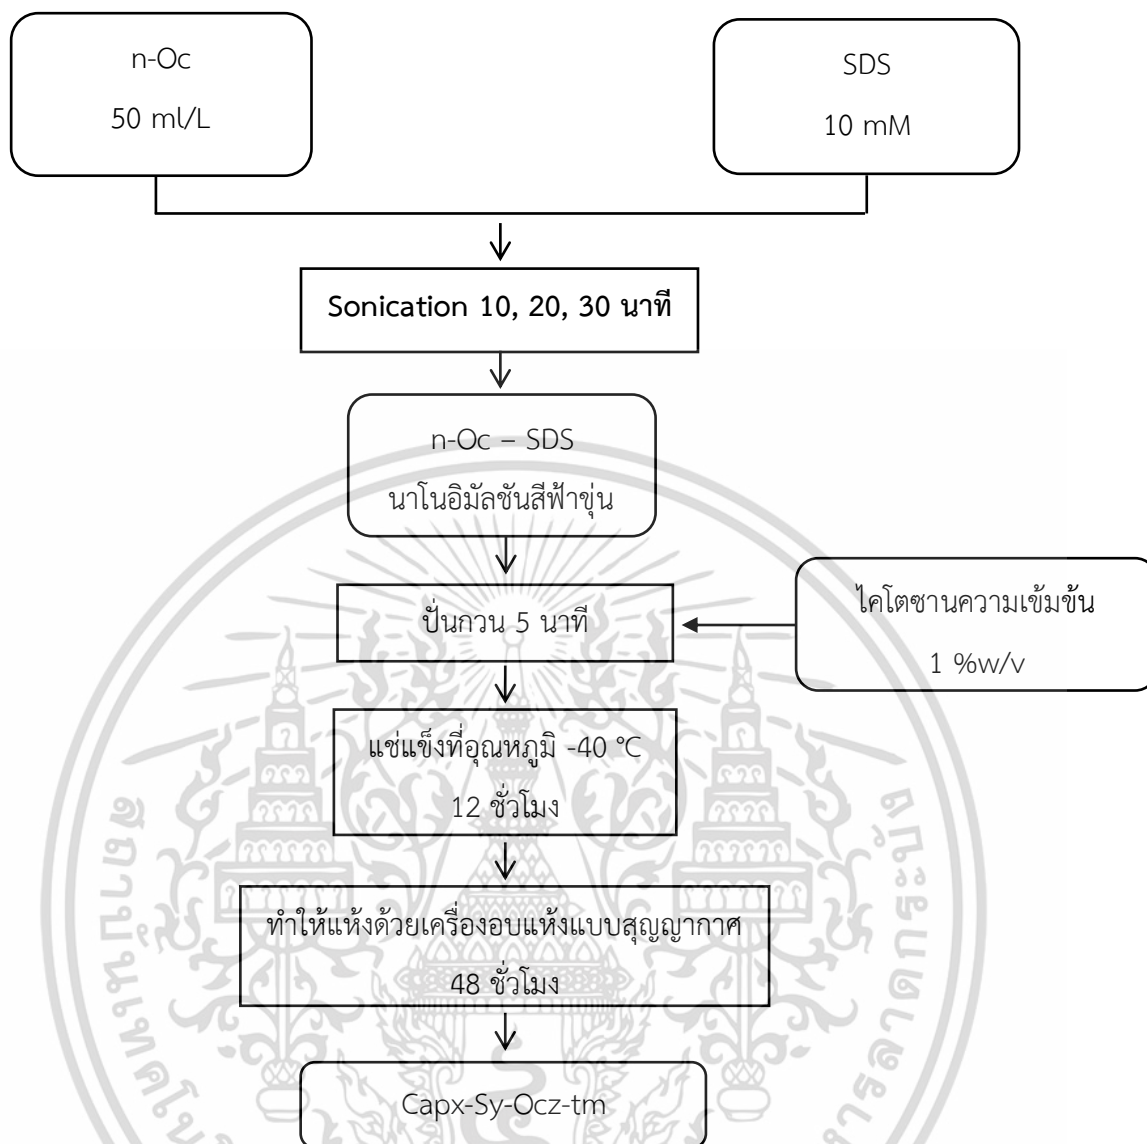 n-Oc
50 ml/L
SDS
10 mM
Sonication 10, 20, 30 นาที
n-Oc – SDS
นาโนอิมัลชันสีฟ้าขุ่น
ปั่นกวน 5 นาที
ไคโตซานความเข้มข้น
1 %w/v
แช่แข็งที่อุณหภูมิ -40 °C
12 ชั่วโมง
ทำให้แห้งด้วยเครื่องอบแห้งแบบสุญญากาศ
48 ชั่วโมง
Capx-Sy-Ocz-tm